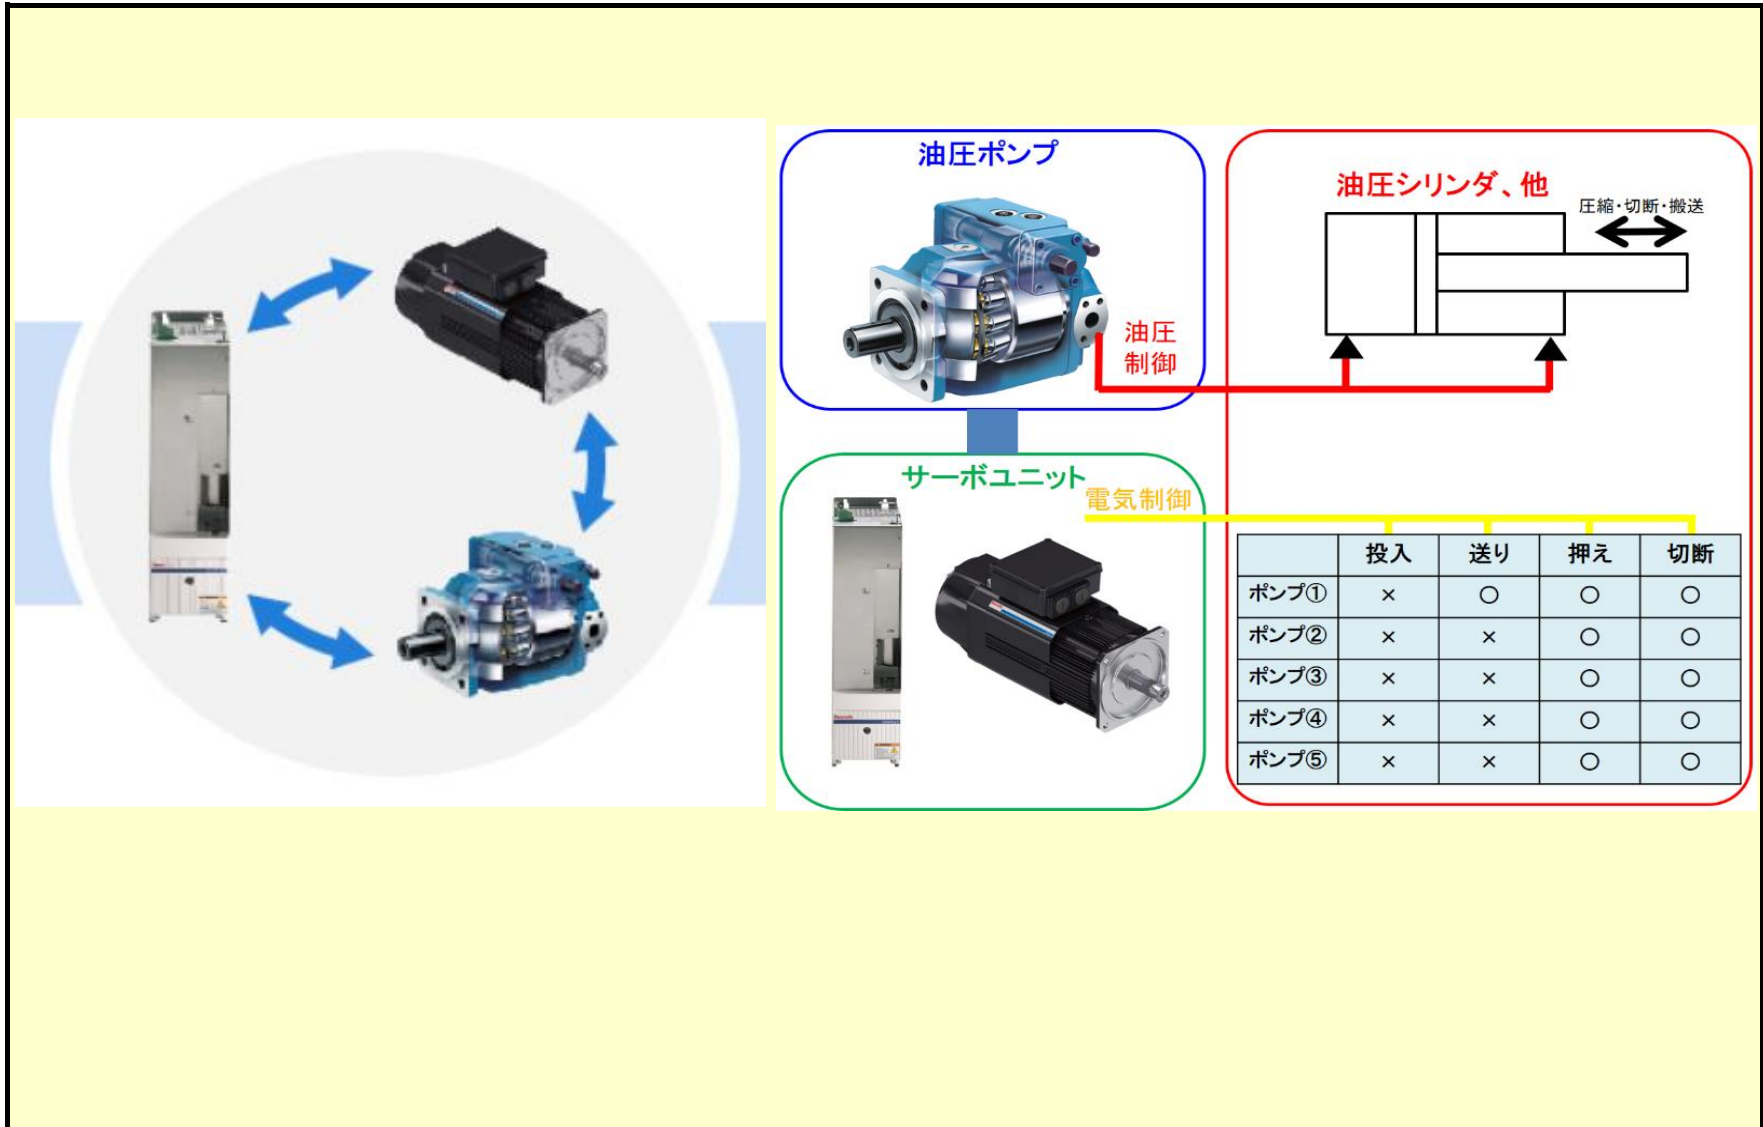 油圧ポンプ
油圧
制御
油圧シリンダ、他
圧縮・切断・搬送
サーボユニット
電気制御
投入 送り 押え 切断
ポンプ① × ○ ○ ○
ポンプ② × × ○ ○
ポンプ③ × × ○ ○
ポンプ④ × × ○ ○
ポンプ⑤ × × ○ ○
Rexroth